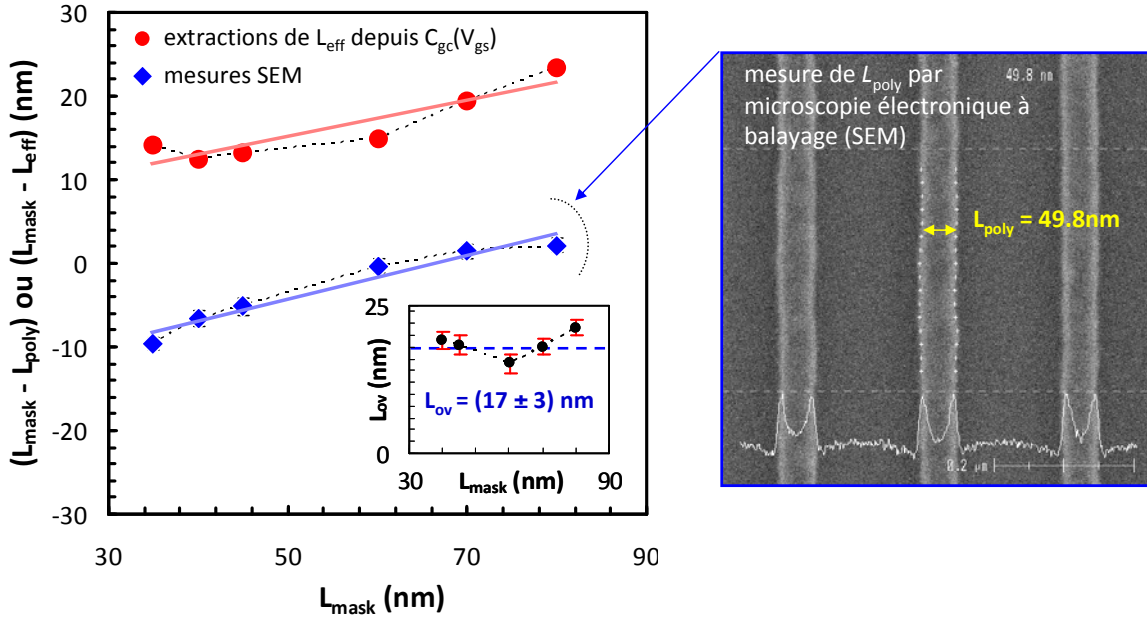 (Lmask - Lpoly) ou (Lmask - Leff) (nm)
30
20
10
0
-10
-20
-30
extractions de Leff depuis Cgc(Vgs)
mesures SEM
30
50
70
90
Lmask (nm)
Lov (nm)
25
0
Lov = (17 ± 3) nm
30
90
Lmask (nm)
mesure de Lpoly par
microscopie électronique à
balayage (SEM)
49.8 nm
Lpoly = 49.8nm
0.2 µm